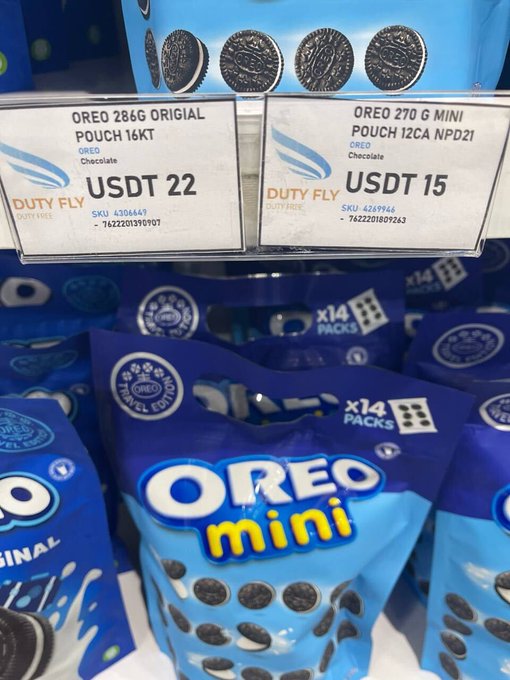 OREO 286G ORIGIAL
POUCH 16KT
OREO
Chocolate
USDT 22
DUTY FLY
DUTY FREE
SKU 4306649
- 7622201390907
OREO 270 G MINI
POUCH 12CA NPD21
OREO
Chocolate
USDT 15
DUTY FLY
DUTY FREE
SKU 4269946
- 7622201809263
x14
PACKS
x14
OREO
TRAVEL EDITION
x14
PACKS
OREO
mini
GINAL